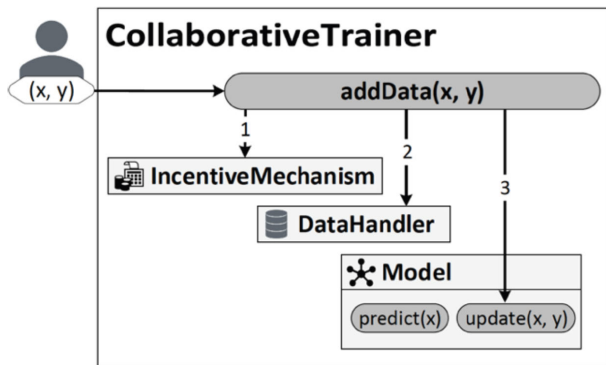 CollaborativeTrainer
(x, y)
addData(x, y)
1
2
3
IncentiveMechanism
DataHandler
Model
predict(x)
update(x, y)